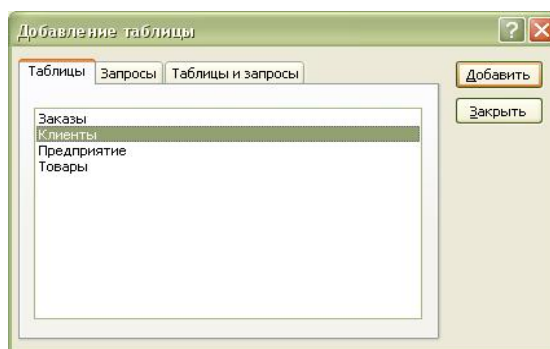 Добавление таблицы
Таблицы Запросы Таблицы и запросы
Добавить
Закрыть
Заказы
Клиенты
Предприятие
Товары